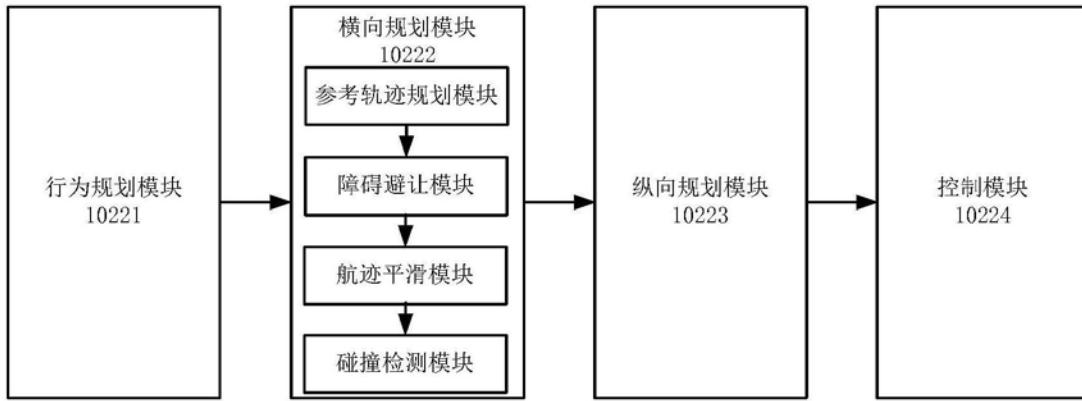 行为规划模块
10221
横向规划模块
10222
参考轨迹规划模块
障碍避让模块
航迹平滑模块
碰撞检测模块
纵向规划模块
10223
控制模块
10224